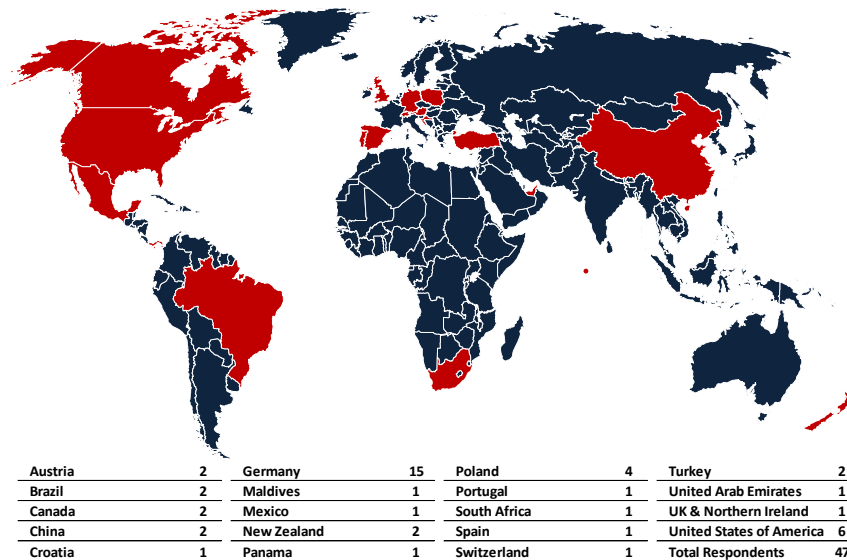 Austria 2 Germany 15 Poland 4 Turkey 2
Brazil 2 Maldives 1 Portugal 1 United Arab Emirates 1
Canada 2 Mexico 1 South Africa 1 UK & Northern Ireland 1
China 2 New Zealand 2 Spain 1 United States of America 6
Croatia 1 Panama 1 Switzerland 1 Total Respondents 47